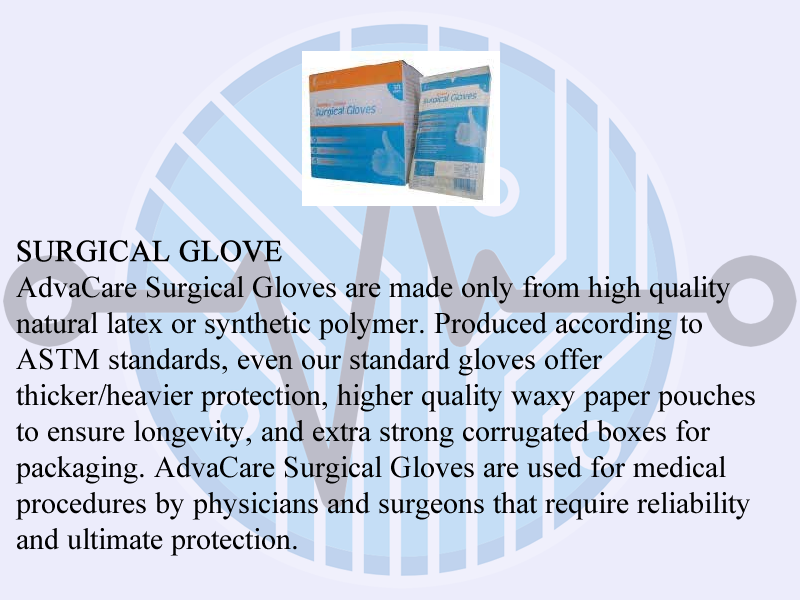 Surgical Gloves
Surgical Gloves
SURGICAL GLOVE
AdvaCare Surgical Gloves are made only from high quality
natural latex or synthetic polymer. Produced according to
ASTM standards, even our standard gloves offer
thicker/heavier protection, higher quality waxy paper pouches
to ensure longevity, and extra strong corrugated boxes for
packaging. AdvaCare Surgical Gloves are used for medical
procedures by physicians and surgeons that require reliability
and ultimate protection.